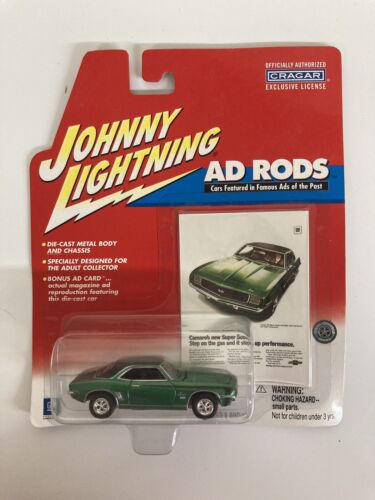 OFFICIALLY AUTHORIZED
CRAGAR
EXCLUSIVE LICENSE
JOHNNY
LIGHTNING
AD RODS
Cars Featured in Famous Ads of the Past
• DIE-CAST METAL BODY
AND CHASSIS
• SPECIALLY DESIGNED FOR
THE ADULT COLLECTOR
• BONUS AD CARD...
actual magazine ad
reproduction featuring
this die-cast car
GM
Camaro's new Super
Step on the gas and it up performance.
WARNING:
CHOKING HAZARD–
small parts.
Not for children under 3 yrs.